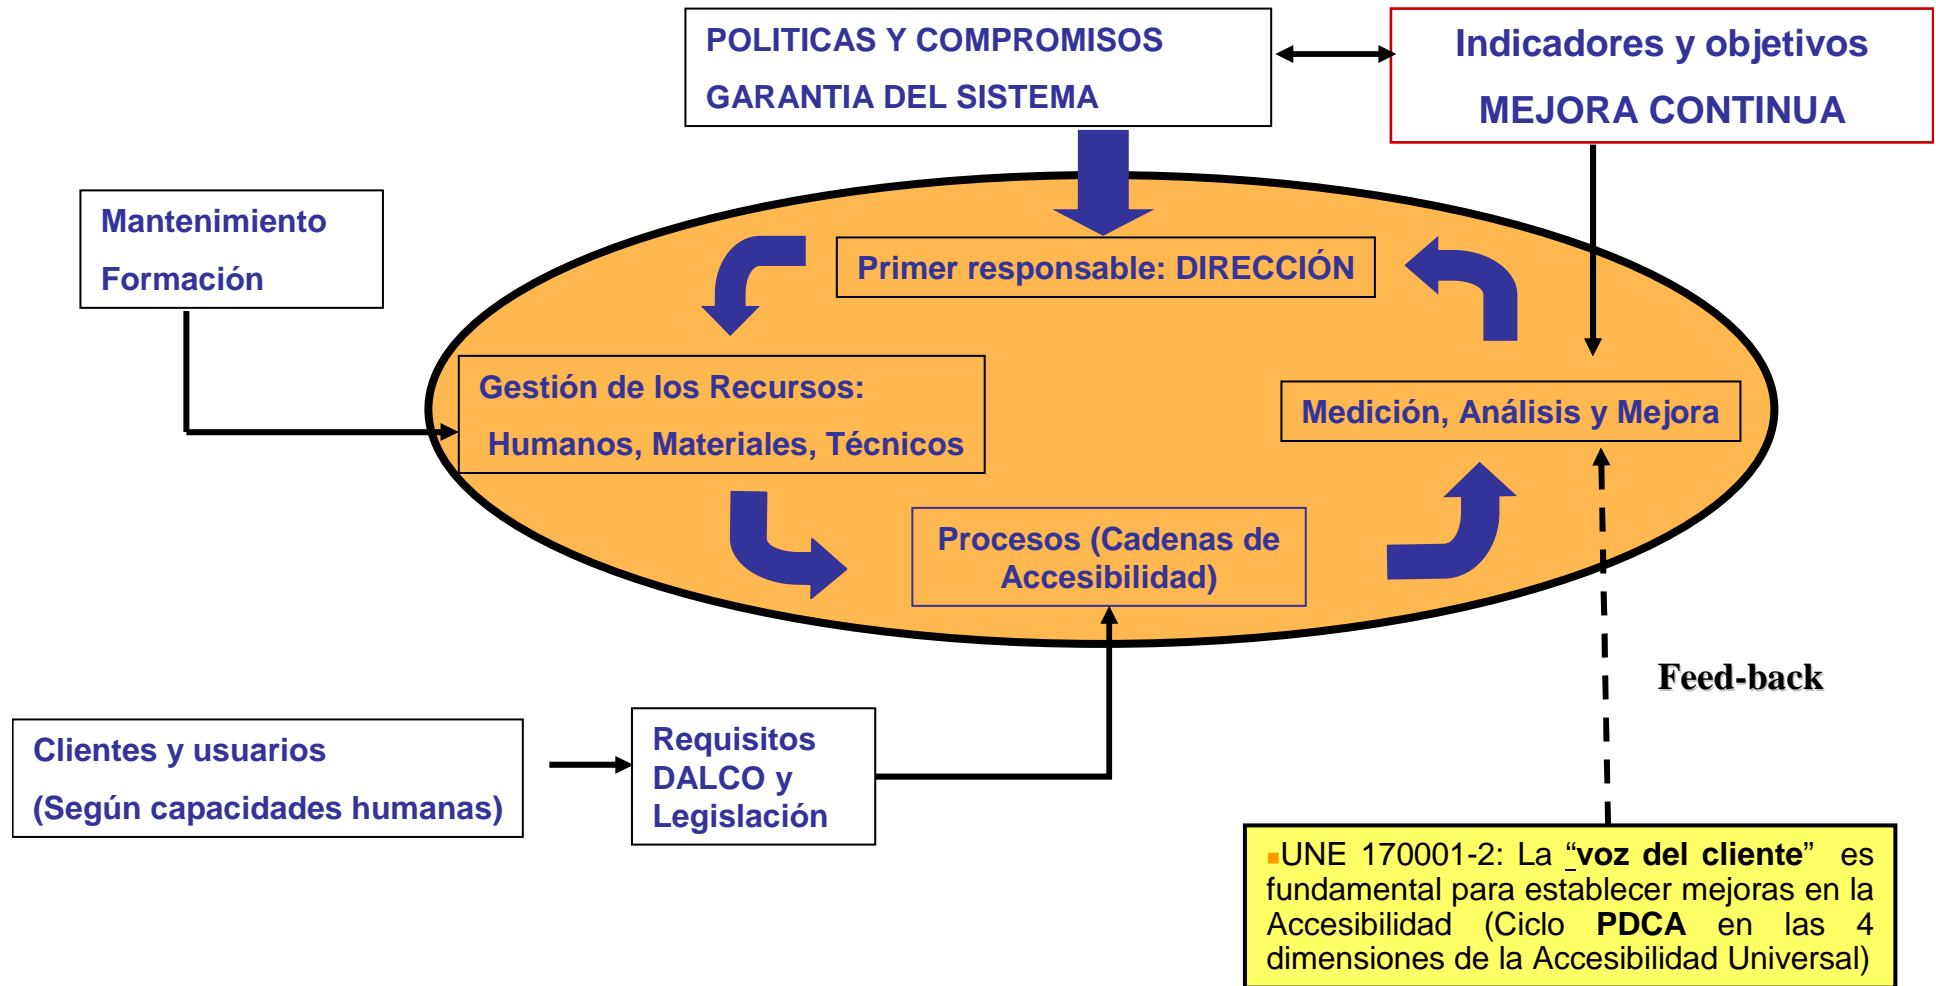 POLITICAS Y COMPROMISOS
GARANTIA DEL SISTEMA
Indicadores y objetivos
MEJORA CONTINUA
Mantenimiento
Formación
Primer responsable: DIRECCIÓN
Gestión de los Recursos:
Humanos, Materiales, Técnicos
Medición, Análisis y Mejora
Procesos (Cadenas de
Accesibilidad)
Feed-back
Clientes y usuarios
(Según capacidades humanas)
Requisitos
DALCO y
Legislación
▪UNE 170001-2: La “voz del cliente” es
fundamental para establecer mejoras en la
Accesibilidad (Ciclo PDCA en las 4
dimensiones de la Accesibilidad Universal)